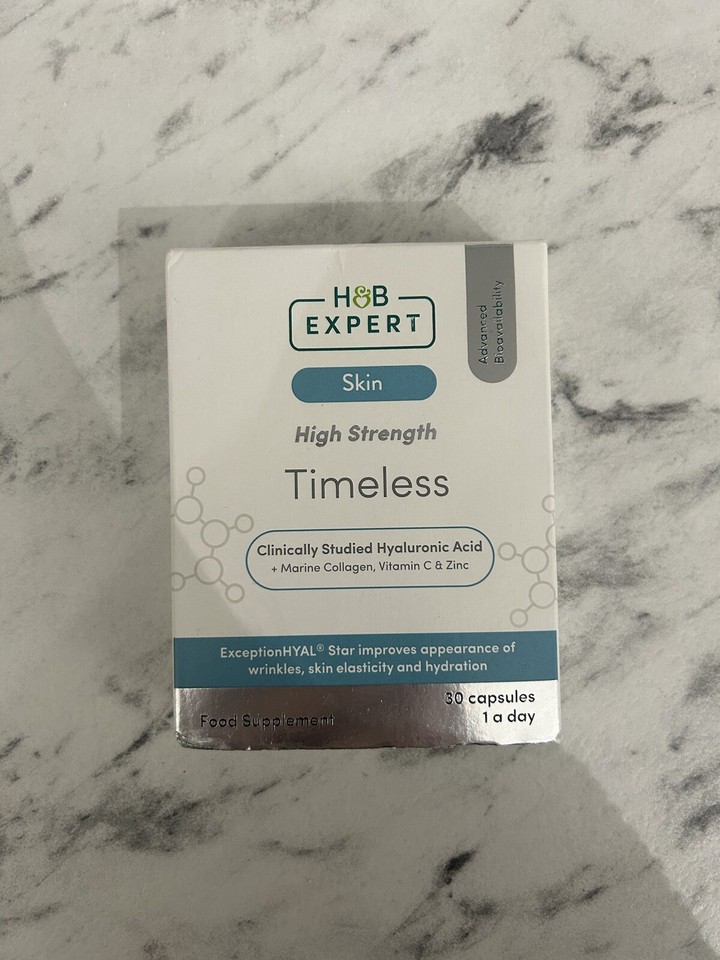 H&B
EXPERT
Advanced
Bioavailability
Skin
High Strength
Timeless
Clinically Studied Hyaluronic Acid
+ Marine Collagen, Vitamin C & Zinc
ExceptionHYAL® Star improves appearance of
wrinkles, skin elasticity and hydration
30 capsules
Food Supplement
1 a day